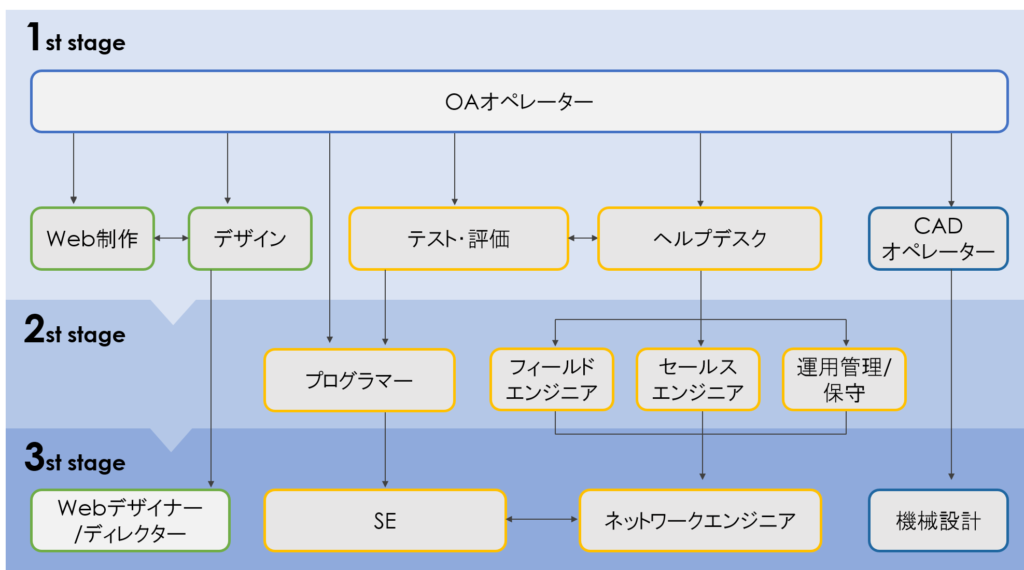 1st stage
OAオペレーター
Web制作
デザイン
テスト・評価
ヘルプデスク
CAD
オペレーター
2st stage
プログラマー
フィールド
エンジニア
セールス
エンジニア
運用管理/
保守
3st stage
Webデザイナー
/ディレクター
SE
ネットワークエンジニア
機械設計